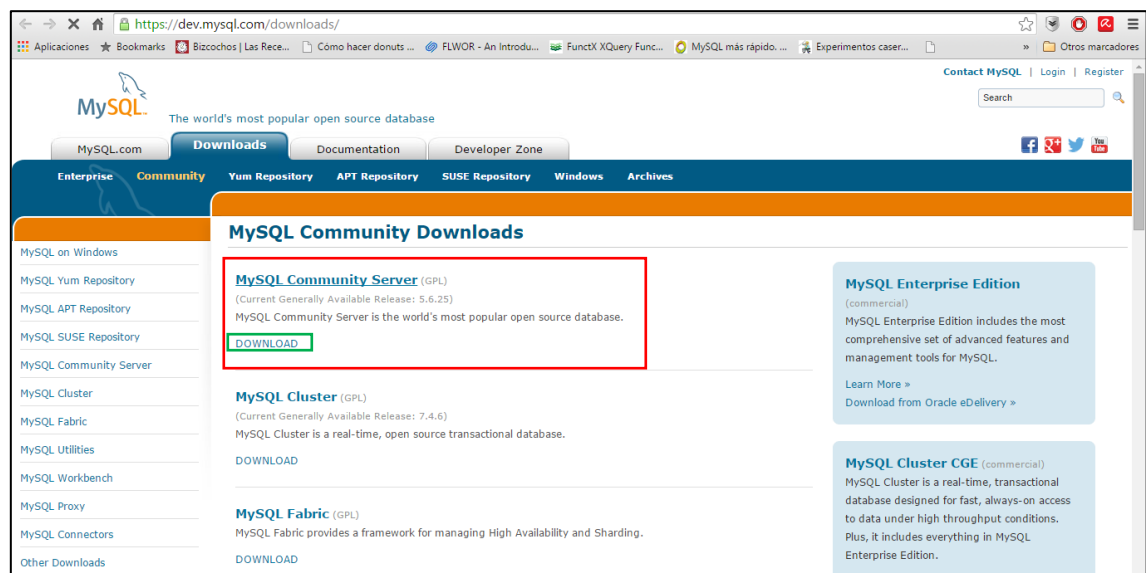 https://dev.mysql.com/downloads/
Aplicaciones Bookmarks Bizcochos | Las Rece... Cómo hacer donuts ... FLWOR - An Introdu... FunctX XQuery Func... MySQL más rápido. ... Experimentos caser... » Otros marcadores
Contact MySQL | Login | Register
Search
MySQL™
The world's most popular open source database
MySQL.com Downloads Documentation Developer Zone
You Tube
Enterprise Community Yum Repository APT Repository SUSE Repository Windows Archives
MySQL on Windows
MySQL Yum Repository
MySQL APT Repository
MySQL SUSE Repository
MySQL Community Server
MySQL Cluster
MySQL Fabric
MySQL Utilities
MySQL Workbench
MySQL Proxy
MySQL Connectors
Other Downloads
MySQL Community Downloads
MySQL Community Server (GPL)
(Current Generally Available Release: 5.6.25)
MySQL Community Server is the world's most popular open source database.
DOWNLOAD
MySQL Cluster (GPL)
(Current Generally Available Release: 7.4.6)
MySQL Cluster is a real-time, open source transactional database.
DOWNLOAD
MySQL Fabric (GPL)
MySQL Fabric provides a framework for managing High Availability and Sharding.
DOWNLOAD
MySQL Enterprise Edition
(commercial)
MySQL Enterprise Edition includes the most
comprehensive set of advanced features and
management tools for MySQL.
Learn More »
Download from Oracle eDelivery »
MySQL Cluster CGE (commercial)
MySQL Cluster is a real-time, transactional
database designed for fast, always-on access
to data under high throughput conditions.
Plus, it includes everything in MySQL
Enterprise Edition.